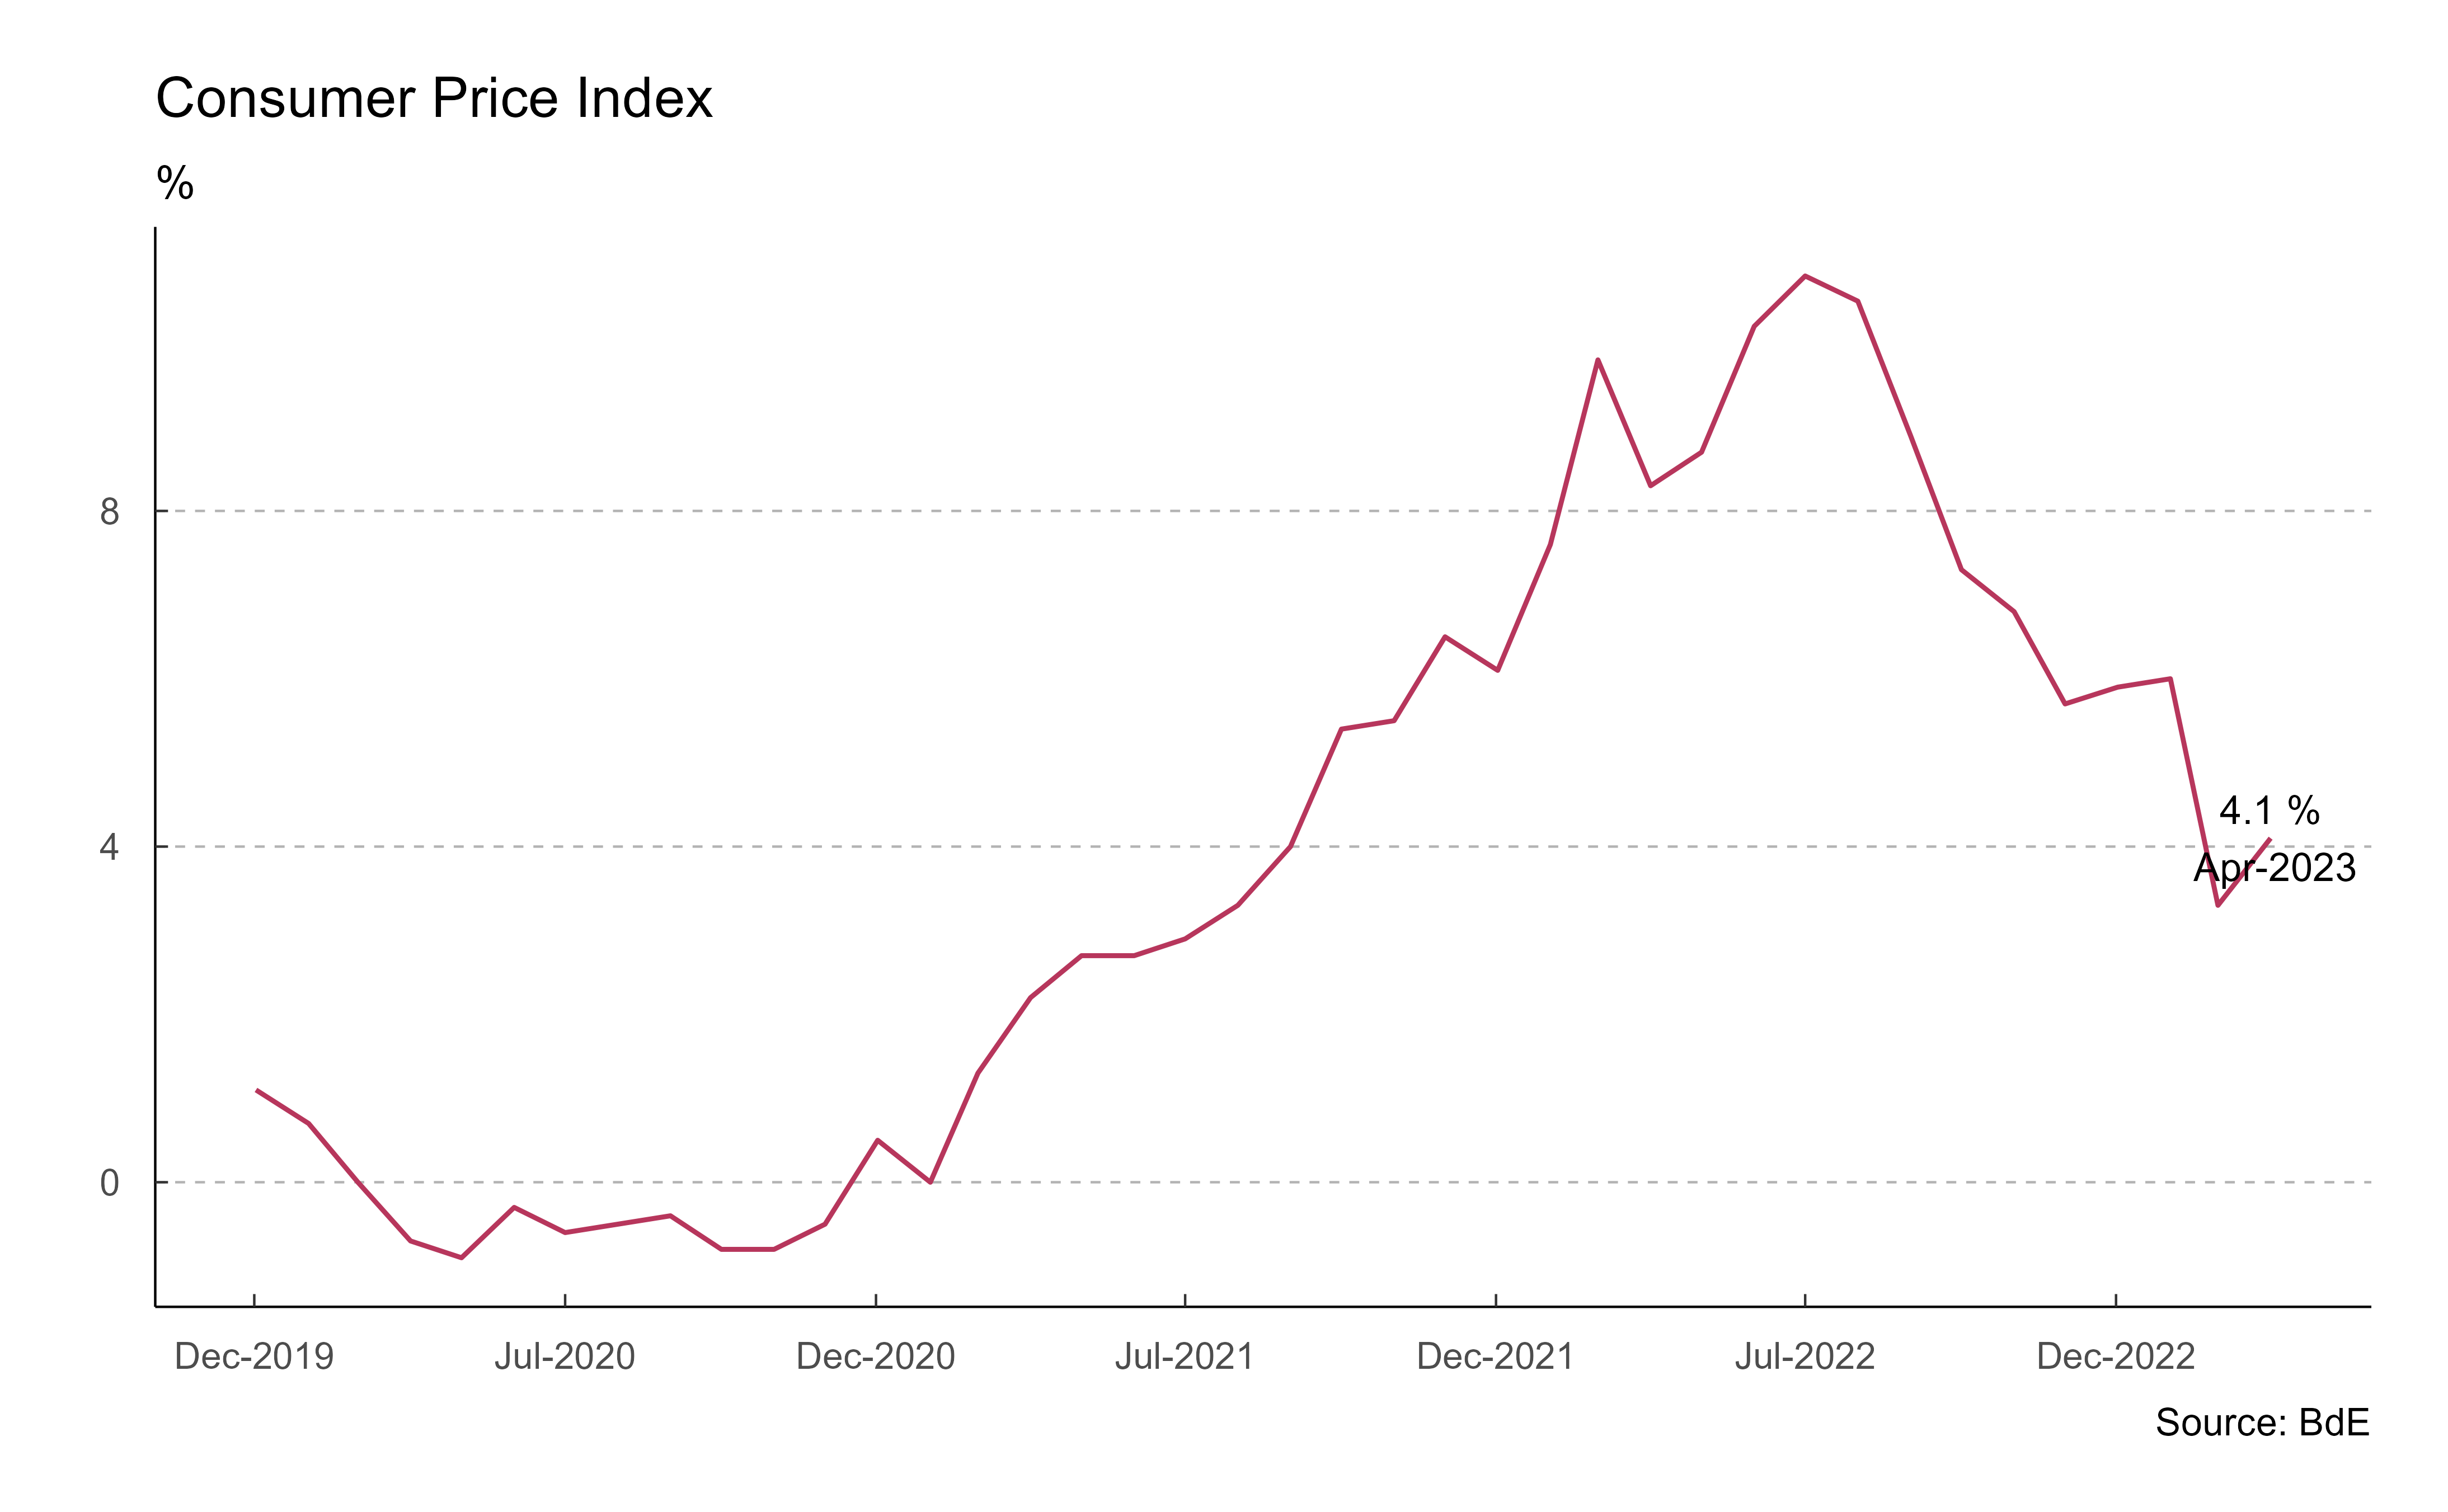 Consumer Price Index
%
8
4
0
4.1 %
Apr-2023
Dec-2019
Jul-2020
Dec-2020
Jul-2021
Dec-2021
Jul-2022
Dec-2022
Source: BdE